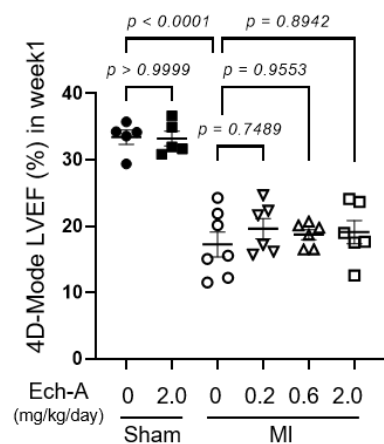 p < 0.0001
p = 0.8942
p > 0.9999
p = 0.9553
p = 0.7489
4D-Mode LVEF (%) in week1
40
30
20
10
0
Ech-A 0 2.0 0 0.2 0.6 2.0
(mg/kg/day)
Sham MI